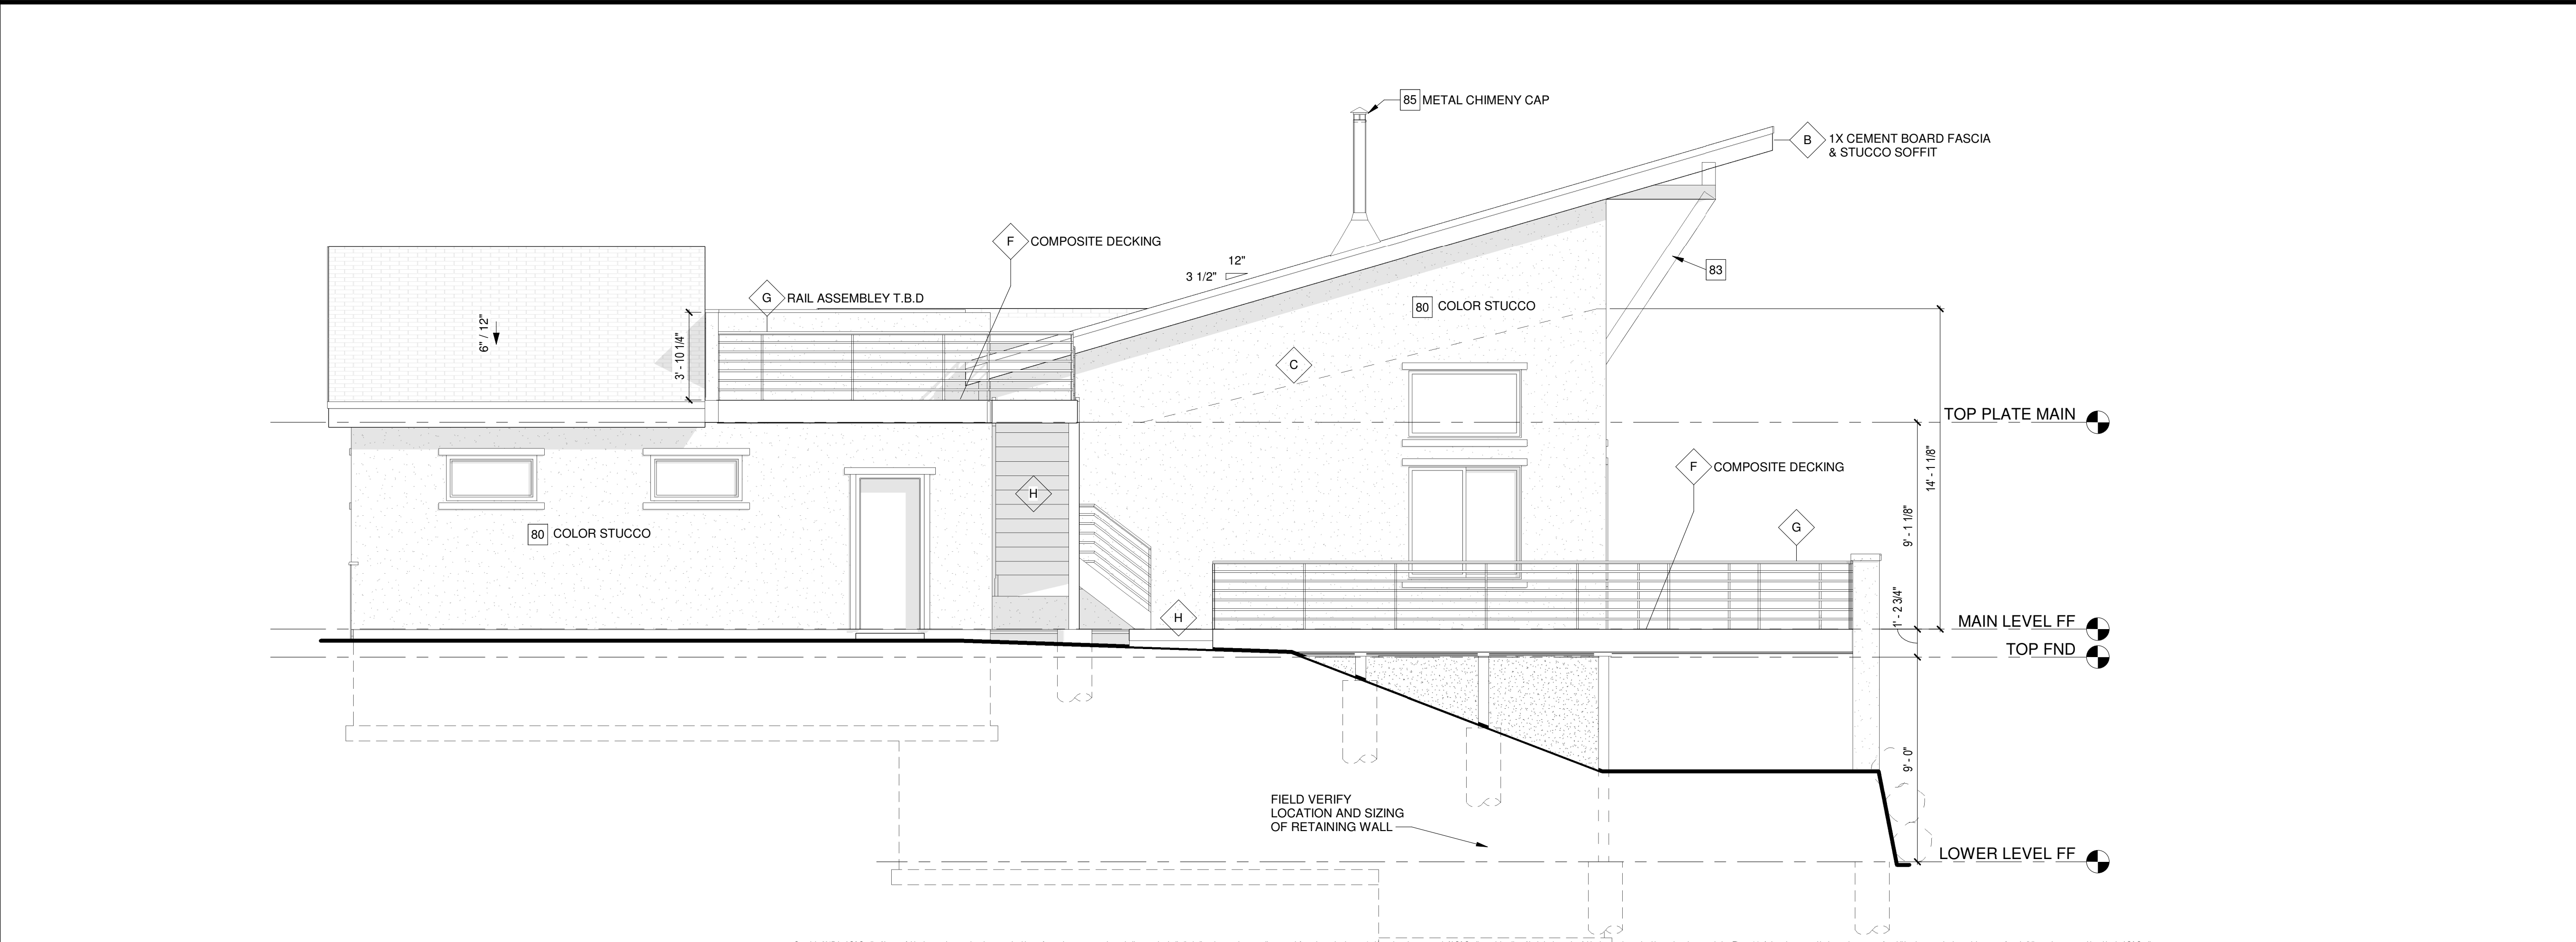 85 METAL CHIMENY CAP
B 1X CEMENT BOARD FASCIA
& STUCCO SOFFIT
F COMPOSITE DECKING
12"
3 1/2"
83
G RAIL ASSEMBLEY T.B.D
80 COLOR STUCCO
6" / 12"
3' - 10 1/4"
C
TOP PLATE MAIN
F COMPOSITE DECKING
14' - 1 1/8"
H
9' - 1 1/8"
G
80 COLOR STUCCO
1' - 2 3/4"
H
MAIN LEVEL FF
TOP FND
9' - 0"
FIELD VERIFY
LOCATION AND SIZING
OF RETAINING WALL
LOWER LEVEL FF